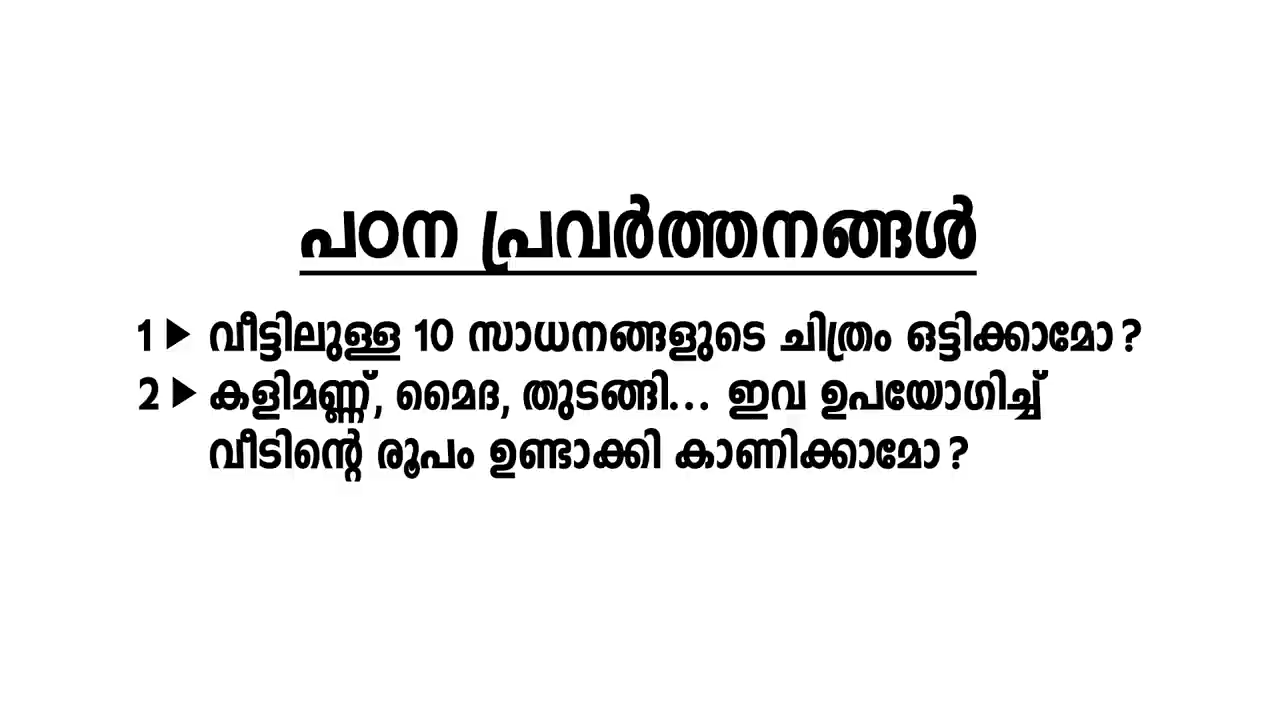 പഠന പ്രവർത്തനങ്ങൾ
1▶ വീട്ടിലുള്ള 10 സാധനങ്ങളുടെ ചിത്രം ഒട്ടിക്കാമോ?
2▶ കളിമണ്ണ്, മൈദ, തുടങ്ങി... ഇവ ഉപയോഗിച്ച്
വീടിന്റെ രൂപം ഉണ്ടാക്കി കാണിക്കാമോ?